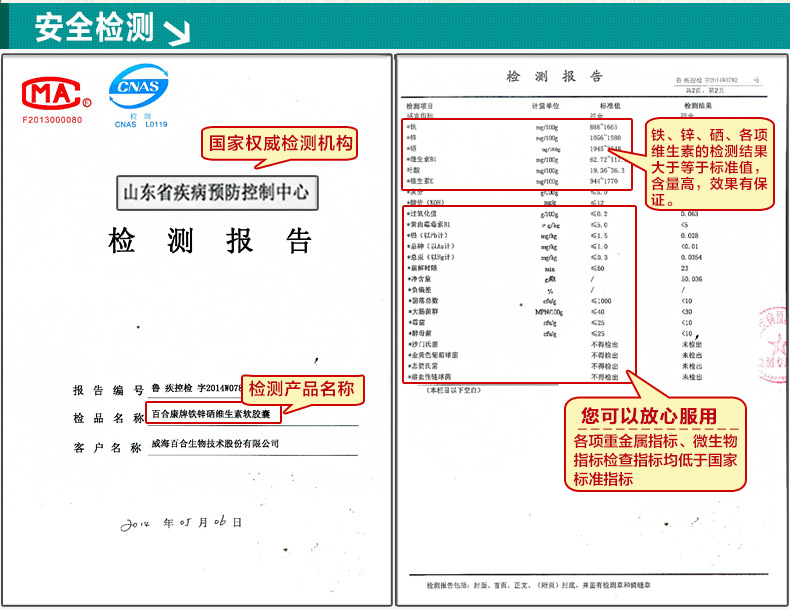 安全检测
MA
F2013000080
CNAS
检测
CNAS L0119
国家权威检测机构
山东省疾病预防控制中心
检测报告
报告编号 鲁 疾控检 字2014W078
检测产品名称
检品名称 百合康牌铁锌硒维生素软胶囊
客户名称 威海百合生物技术股份有限公司
2014 年 05 月 06 日
检测报告
鲁 疾控检 字2014W0782 号
共2页，第2页
检测项目 计量单位 标准值 检测结果
感官指标 符合 符合
*铁 mg/100g 888~1665
*锌 mg/100g 1056~1980
*硒 ug/100g 1945~
*维生素B1 mg/100g 62.72~
叶酸 mg/100g 19.36~36.3
*维生素E mg/100g 944~1770
*灰分 g/100g ≤5.0
*酸价（KOH） mg/g ≤12
*过氧化值 g/100g ≤0.2 0.063
*黄曲霉毒素B1 μg/kg ≤5.0 <5
*铅（以Pb计） mg/kg ≤1.5 0.028
*总砷（以As计） mg/kg ≤1.0 <0.01
*总汞（以Hg计） mg/kg ≤0.3 0.0354
*崩解时限 min ≤60 23
*净含量 g/瓶 / 50.036
*负偏差 % / /
*菌落总数 cfu/g ≤1000 <10
*大肠菌群 MPN/100g ≤40 <30
*霉菌 cfu/g ≤25 <10
*酵母菌 cfu/g ≤25 <10
*沙门氏菌 不得检出 未检出
*金黄色葡萄球菌 不得检出 未检出
*志贺氏菌 不得检出 未检出
*溶血性链球菌 不得检出 未检出
（本栏目以下空白）
铁、锌、硒、各项
维生素的检测结果
大于等于标准值，
含量高，效果有保
证。
您可以放心服用
各项重金属指标、微生物
指标检查指标均低于国家
标准指标
检测报告包括：封面、首页、正文、（附页）封底，并盖有检测章和骑缝章